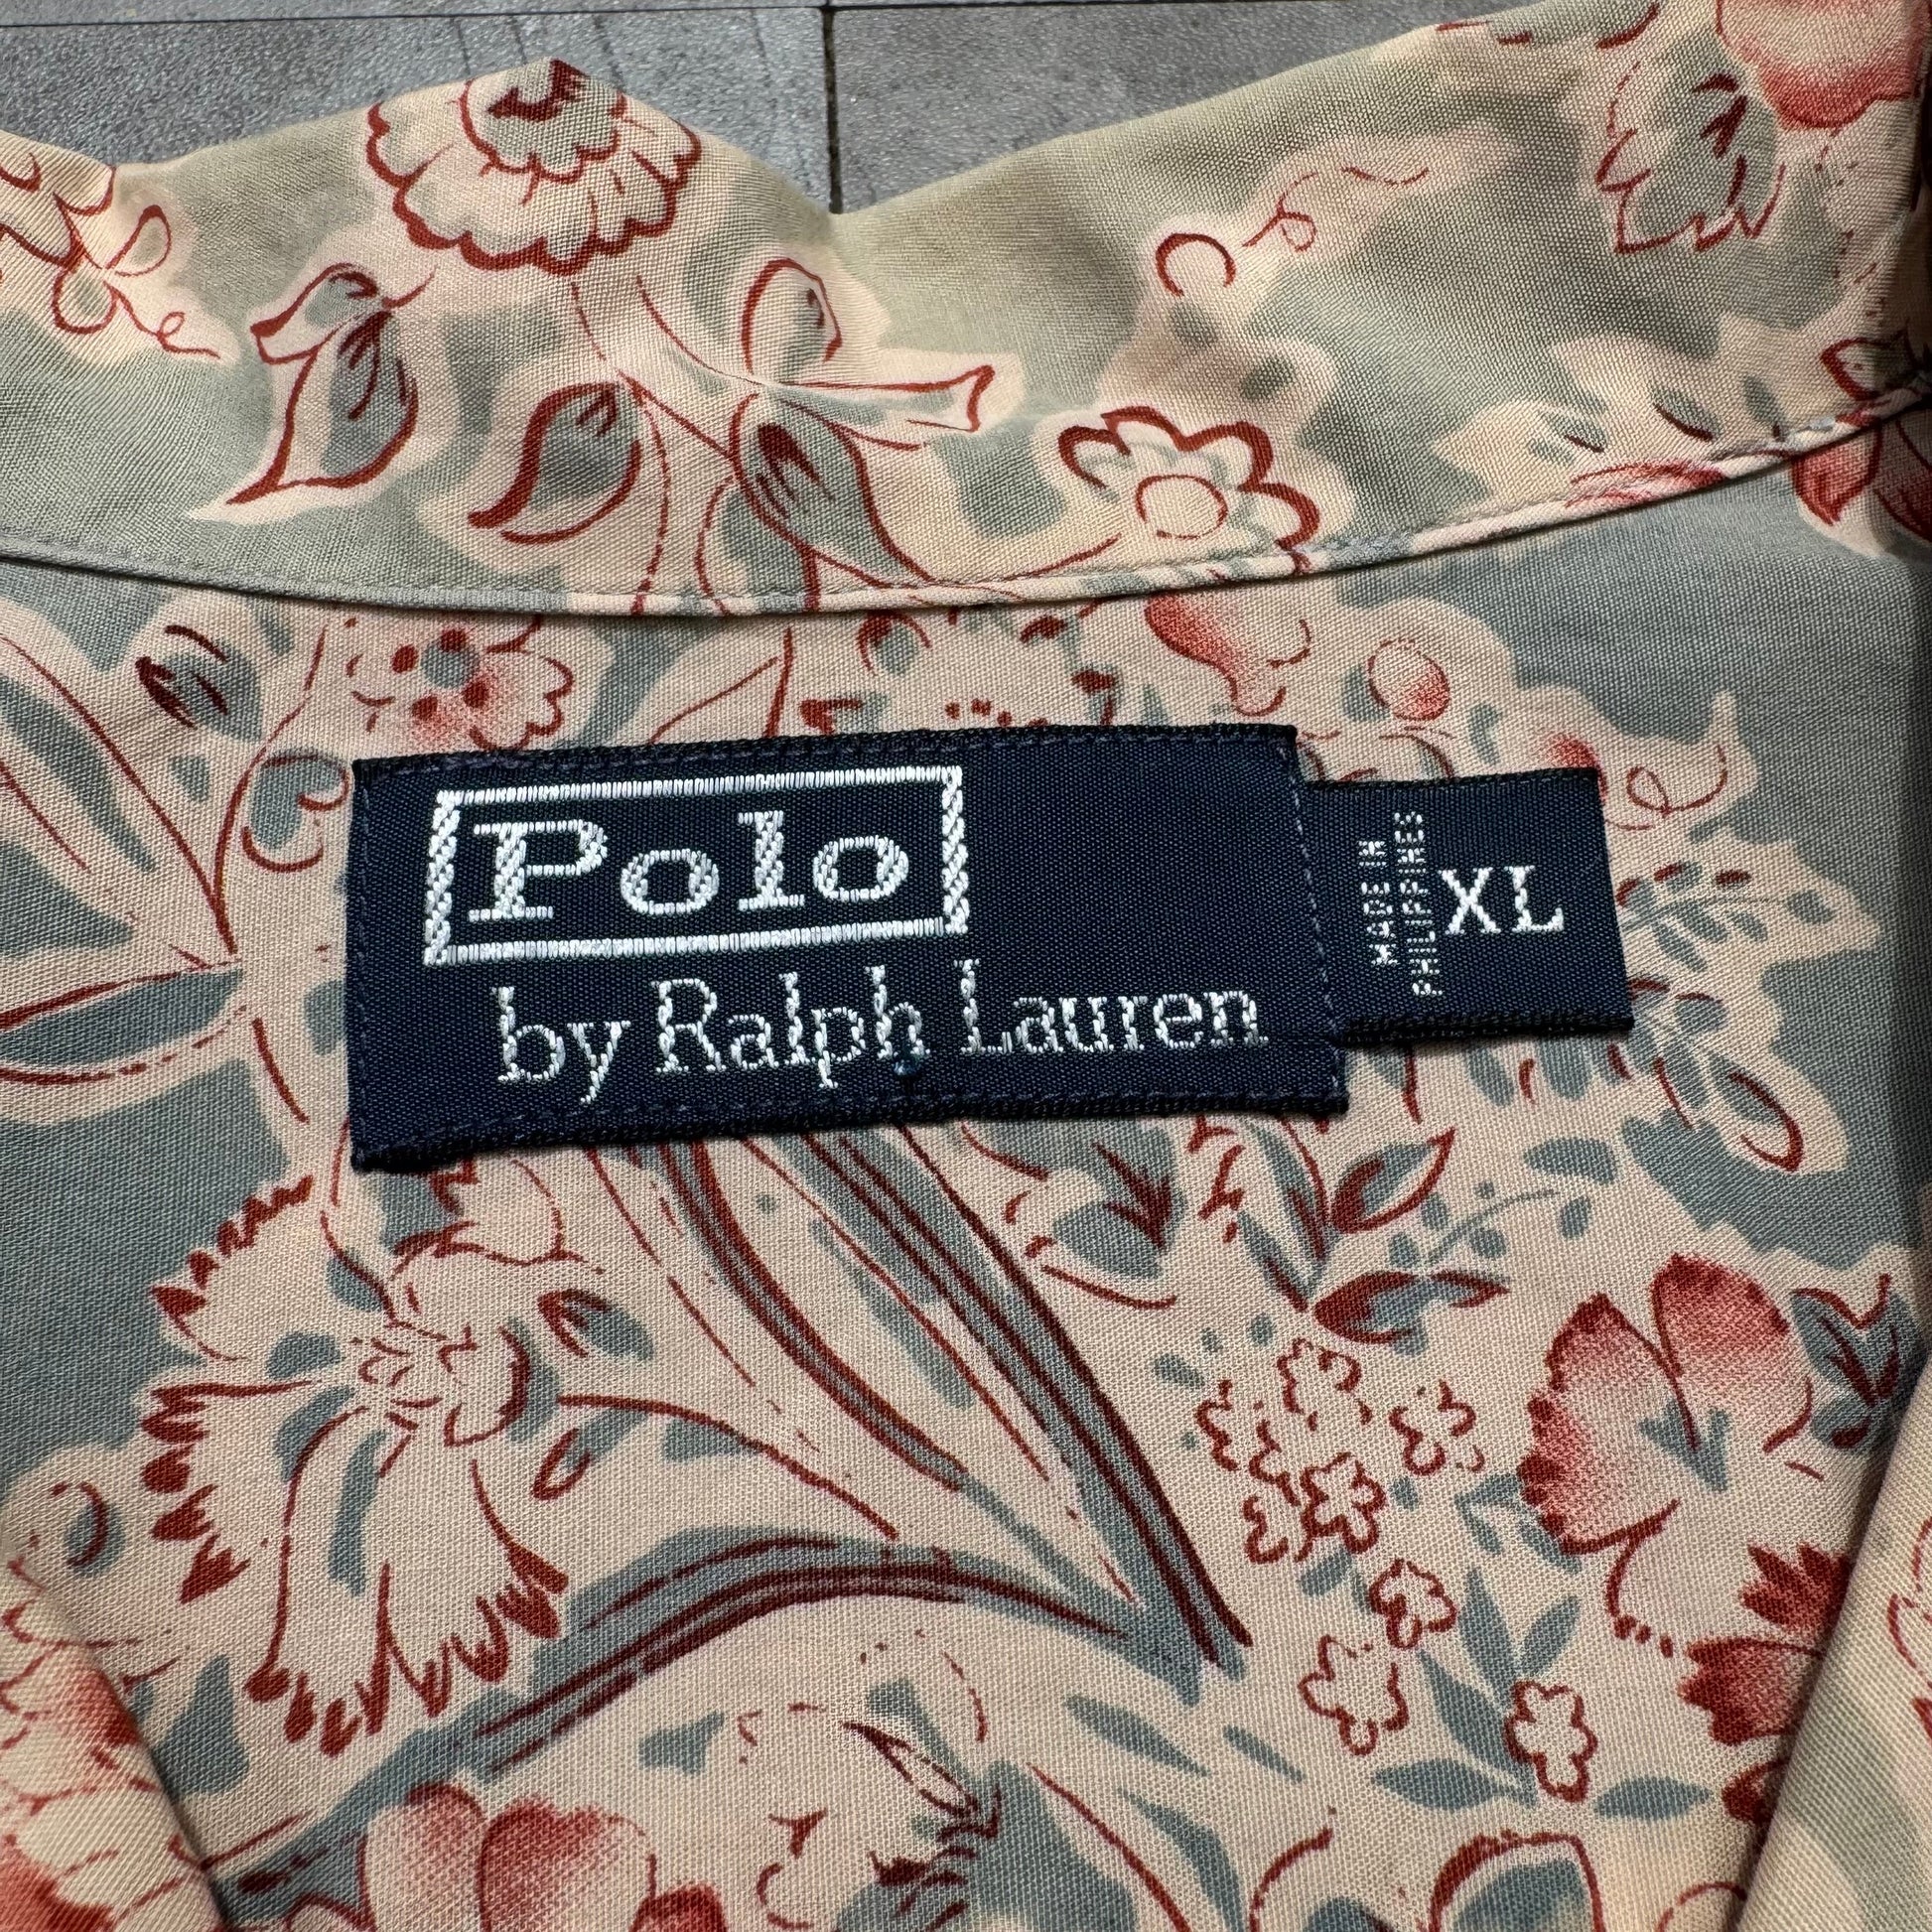 Polo
by Ralph Lauren
MADE IN
PHILIPPINES
XL